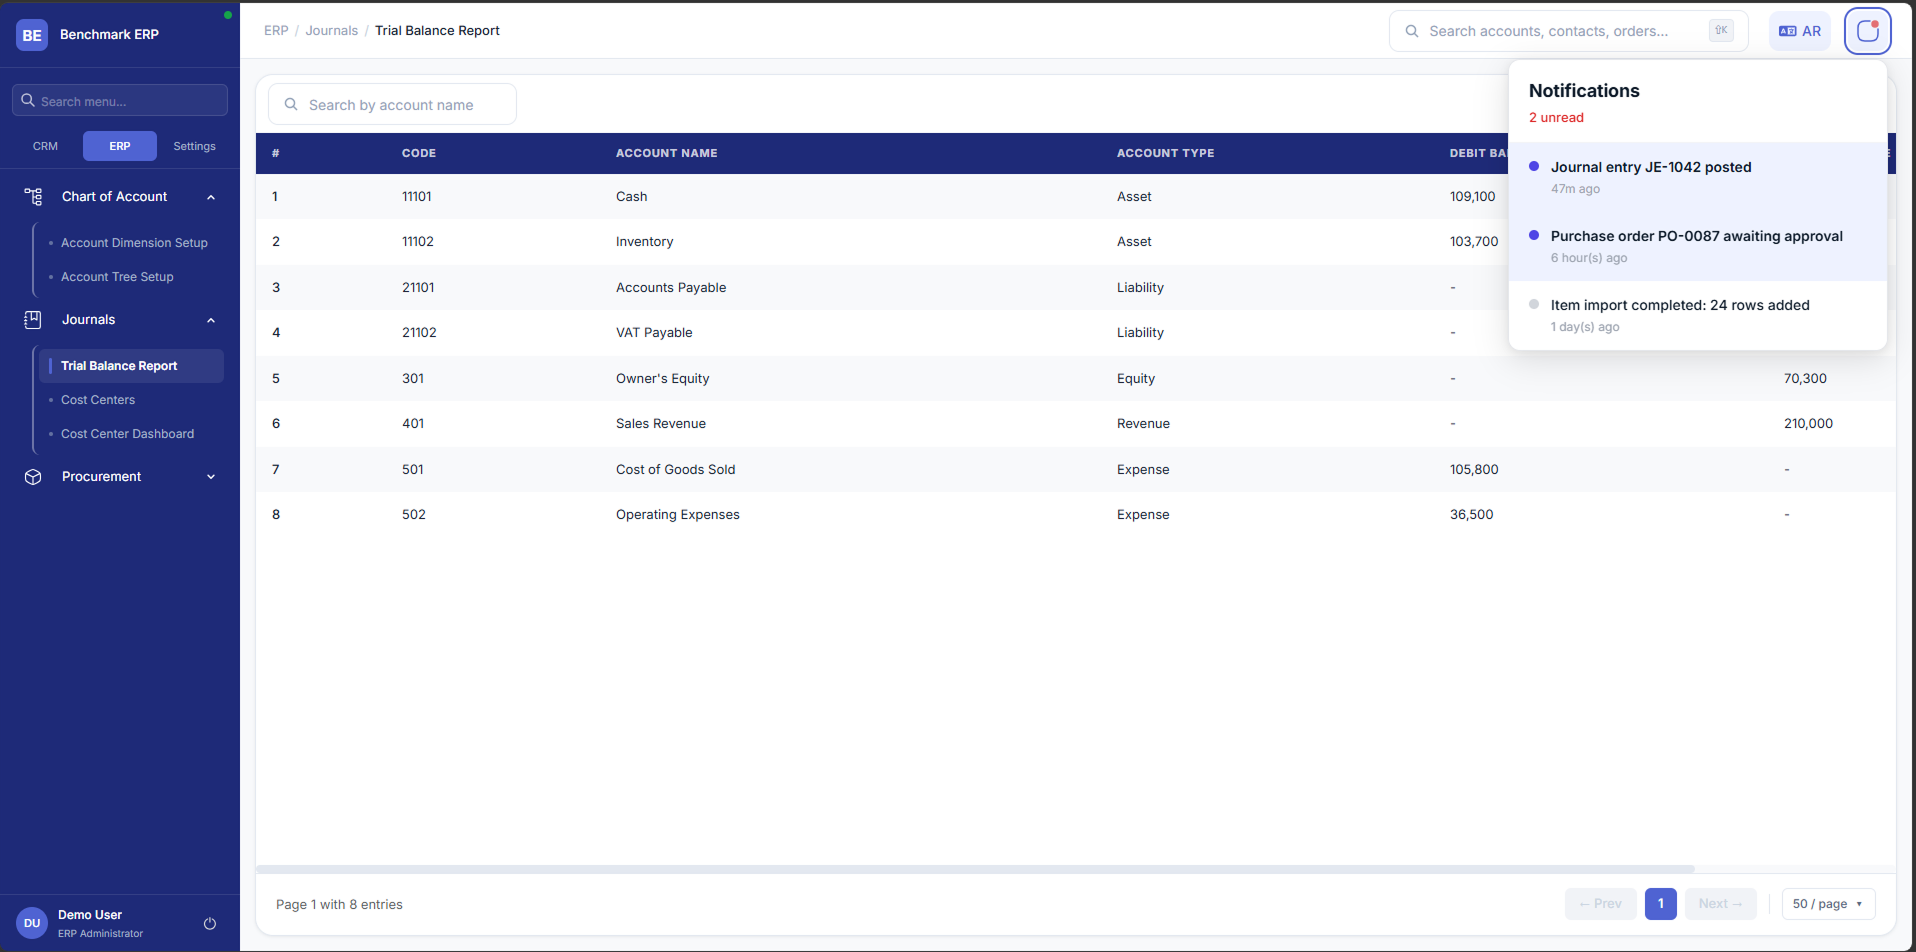 BE Benchmark ERP
Search menu...
CRM ERP Settings
Chart of Account
Account Dimension Setup
Account Tree Setup
Journals
Trial Balance Report
Cost Centers
Cost Center Dashboard
Procurement
DU Demo User
ERP Administrator
ERP / Journals / Trial Balance Report
Search accounts, contacts, orders... ⇧K
AR
Search by account name
# CODE ACCOUNT NAME ACCOUNT TYPE DEBIT BA
1 11101 Cash Asset 109,100
2 11102 Inventory Asset 103,700
3 21101 Accounts Payable Liability -
4 21102 VAT Payable Liability -
5 301 Owner's Equity Equity - 70,300
6 401 Sales Revenue Revenue - 210,000
7 501 Cost of Goods Sold Expense 105,800 -
8 502 Operating Expenses Expense 36,500 -
Notifications
2 unread
Journal entry JE-1042 posted
47m ago
Purchase order PO-0087 awaiting approval
6 hour(s) ago
Item import completed: 24 rows added
1 day(s) ago
Page 1 with 8 entries
← Prev 1 Next → 50 / page